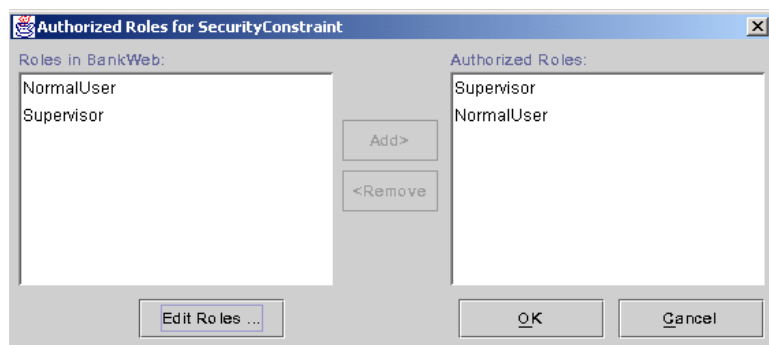 Authorized Roles for SecurityConstraint
Roles in BankWeb:
Authorized Roles:
NormalUser
Supervisor
Supervisor
NormalUser
Add>
<Remove
Edit Roles ...
OK
Cancel